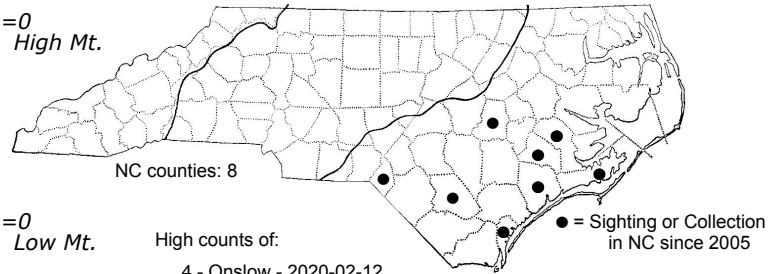 =0
High Mt.
NC counties: 8
=0
Low Mt.
High counts of:
4 - Onslow - 2020-02-12
● = Sighting or Collection
in NC since 2005